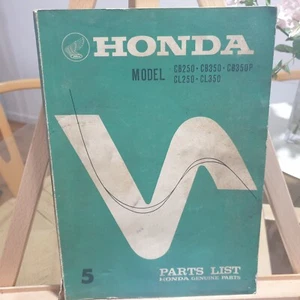 HONDA
MODEL CB250 - CB350 - CB350P
CL250 - CL350
5
PARTS LIST
HONDA GENUINE PARTS